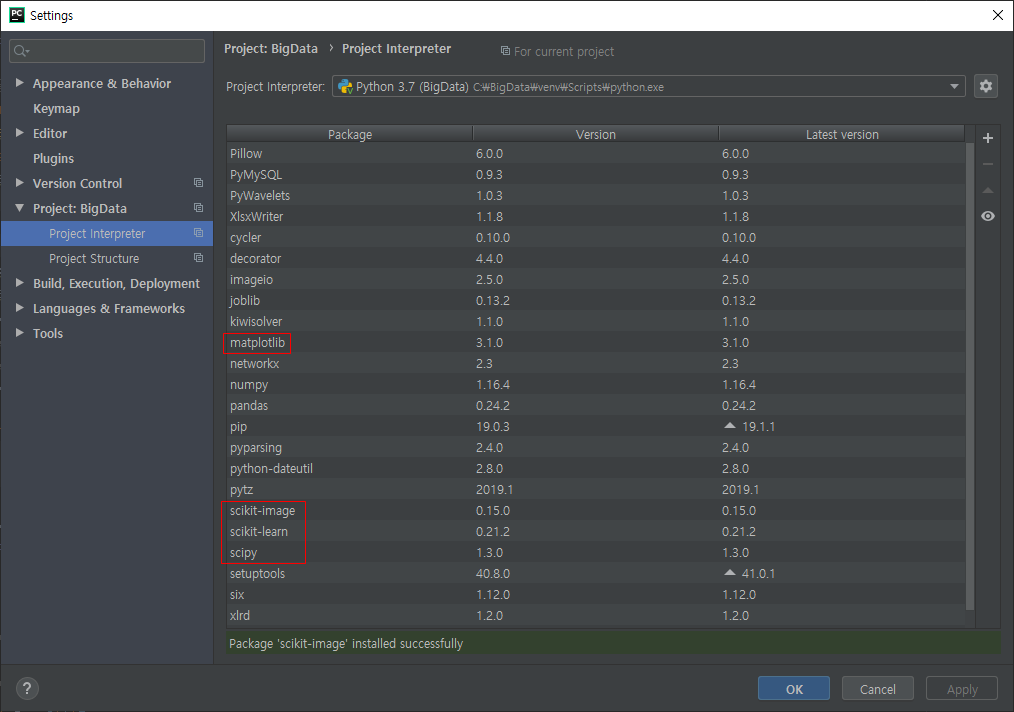 PC Settings
Project: BigData › Project Interpreter For current project
Appearance & Behavior
Keymap
Editor
Plugins
Version Control
Project: BigData
Project Interpreter
Project Structure
Build, Execution, Deployment
Languages & Frameworks
Tools
Project Interpreter: Python 3.7 (BigData) C:₩BigData₩venv₩Scripts₩python.exe
Package Version Latest version
Pillow 6.0.0 6.0.0
PyMySQL 0.9.3 0.9.3
PyWavelets 1.0.3 1.0.3
XlsxWriter 1.1.8 1.1.8
cycler 0.10.0 0.10.0
decorator 4.4.0 4.4.0
imageio 2.5.0 2.5.0
joblib 0.13.2 0.13.2
kiwisolver 1.1.0 1.1.0
matplotlib 3.1.0 3.1.0
networkx 2.3 2.3
numpy 1.16.4 1.16.4
pandas 0.24.2 0.24.2
pip 19.0.3 19.1.1
pyparsing 2.4.0 2.4.0
python-dateutil 2.8.0 2.8.0
pytz 2019.1 2019.1
scikit-image 0.15.0 0.15.0
scikit-learn 0.21.2 0.21.2
scipy 1.3.0 1.3.0
setuptools 40.8.0 41.0.1
six 1.12.0 1.12.0
xlrd 1.2.0 1.2.0
Package 'scikit-image' installed successfully
? OK Cancel Apply